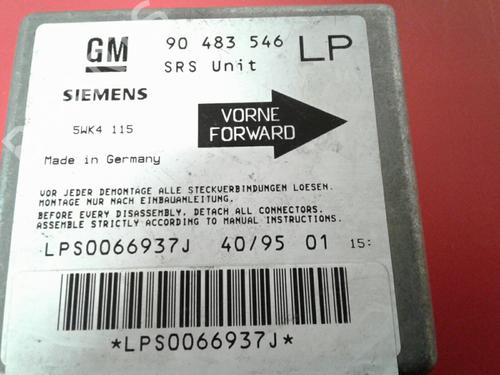 GM 90 483 546 LP
SRS Unit
SIEMENS
VORNE
FORWARD
5WK4 115
Made in Germany
VOR JEDER DEMONTAGE ALLE STECKVERBINDUNGEN LOESEN.
MONTAGE NUR NACH EINBAUANLEITUNG.
BEFORE EVERY DISASSEMBLY, DETACH ALL CONNECTORS.
ASSEMBLE STRICTLY ACCORDING TO MANUAL INSTRUCTIONS.
LPS0066937J 40/95 01 15:
*LPS0066937J*